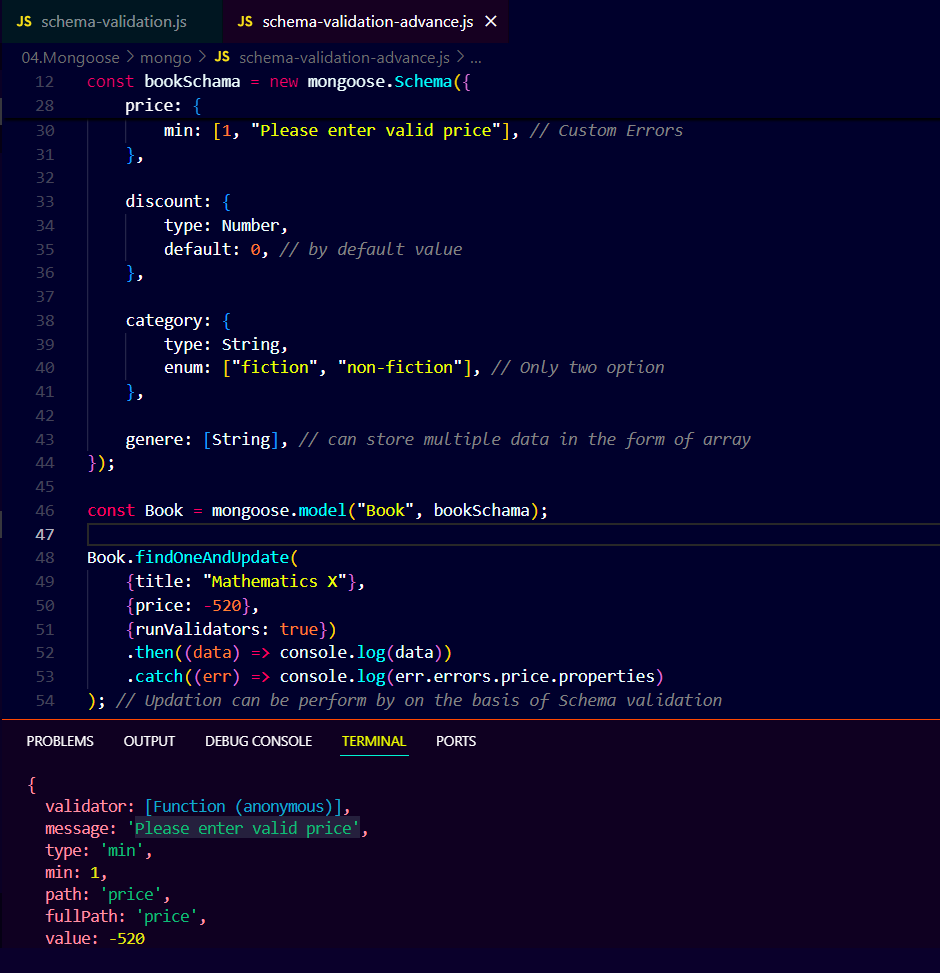 JS schema-validation.js JS schema-validation-advance.js ×
04.Mongoose > mongo > JS schema-validation-advance.js > ...
12 const bookSchama = new mongoose.Schema({
28 price: {
30 min: [1, "Please enter valid price"], // Custom Errors
31 },
32
33 discount: {
34 type: Number,
35 default: 0, // by default value
36 },
37
38 category: {
39 type: String,
40 enum: ["fiction", "non-fiction"], // Only two option
41 },
42
43 genere: [String], // can store multiple data in the form of array
44 });
45
46 const Book = mongoose.model("Book", bookSchama);
47
48 Book.findOneAndUpdate(
49 {title: "Mathematics X"},
50 {price: -520},
51 {runValidators: true})
52 .then((data) => console.log(data))
53 .catch((err) => console.log(err.errors.price.properties)
54 ); // Updation can be perform by on the basis of Schema validation
PROBLEMS OUTPUT DEBUG CONSOLE TERMINAL PORTS
{
validator: [Function (anonymous)],
message: 'Please enter valid price',
type: 'min',
min: 1,
path: 'price',
fullPath: 'price',
value: -520